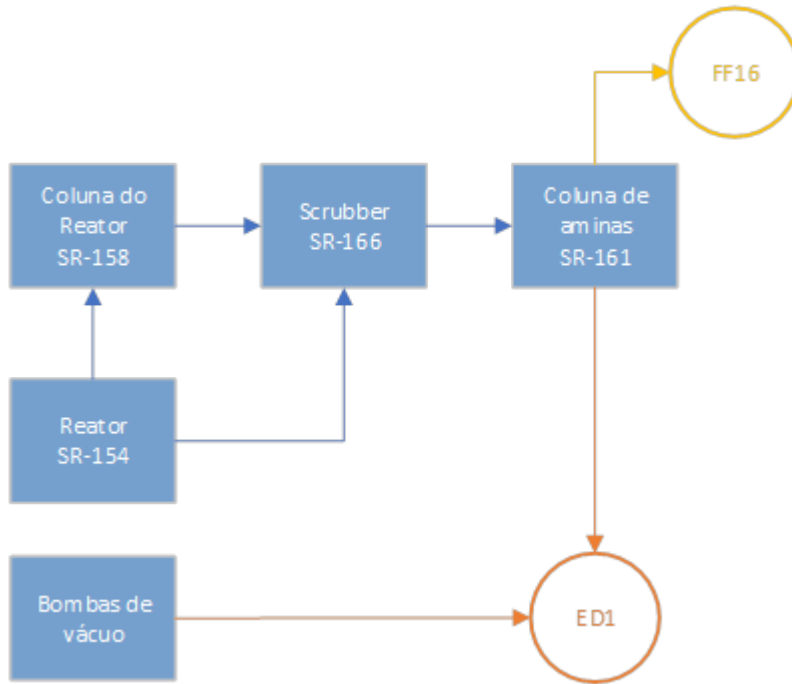 FF16
Coluna do
Reator
SR-158
Scrubber
SR-166
Coluna de
aminas
SR-161
Reator
SR-154
Bombas de
vácuo
ED1